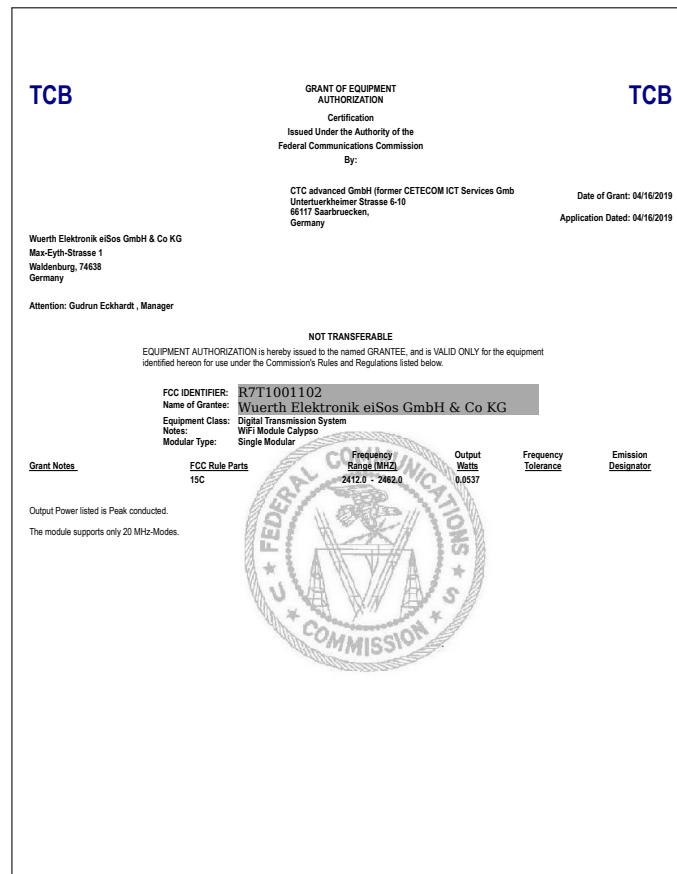 TCB
GRANT OF EQUIPMENT
AUTHORIZATION
TCB
Certification
Issued Under the Authority of the
Federal Communications Commission
By:
CTC advanced GmbH (former CETECOM ICT Services Gmb
Untertuerkheimer Strasse 6-10
66117 Saarbruecken,
Germany
Date of Grant: 04/16/2019
Application Dated: 04/16/2019
Wuerth Elektronik eiSos GmbH & Co KG
Max-Eyth-Strasse 1
Waldenburg, 74638
Germany
Attention: Gudrun Eckhardt , Manager
NOT TRANSFERABLE
EQUIPMENT AUTHORIZATION is hereby issued to the named GRANTEE, and is VALID ONLY for the equipment
identified hereon for use under the Commission's Rules and Regulations listed below.
FCC IDENTIFIER: R7T1001102
Name of Grantee: Wuerth Elektronik eiSos GmbH & Co KG
Equipment Class: Digital Transmission System
Notes: WiFi Module Calypso
Modular Type: Single Modular
Grant Notes FCC Rule Parts Frequency Range (MHZ) Output Watts Frequency Tolerance Emission Designator
15C 2412.0 - 2462.0 0.0537
Output Power listed is Peak conducted.
The module supports only 20 MHz-Modes.
FEDERAL COMMUNICATIONS COMMISSION
U S